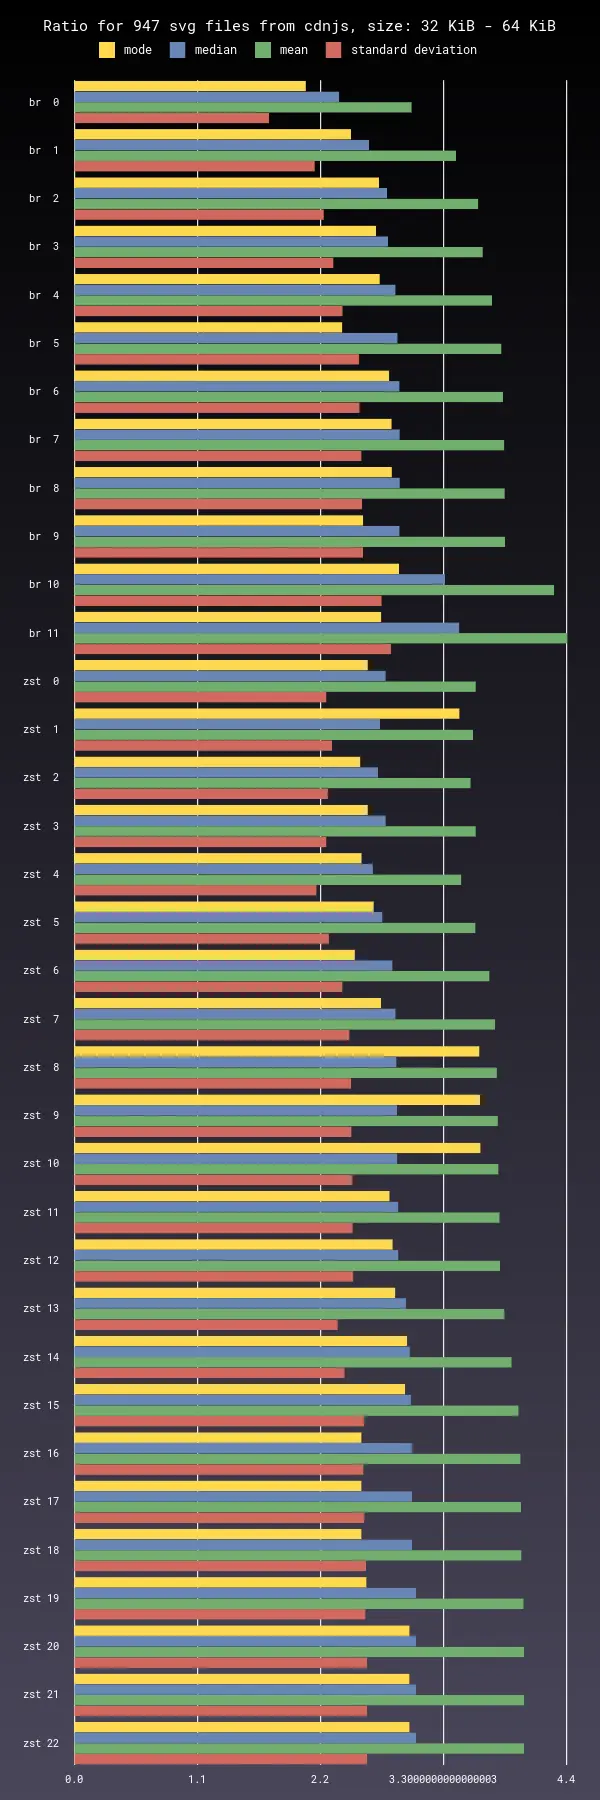 Ratio for 947 svg files from cdnjs, size: 32 KiB - 64 KiB
mode median mean standard deviation
br 0
br 1
br 2
br 3
br 4
br 5
br 6
br 7
br 8
br 9
br 10
br 11
zst 0
zst 1
zst 2
zst 3
zst 4
zst 5
zst 6
zst 7
zst 8
zst 9
zst 10
zst 11
zst 12
zst 13
zst 14
zst 15
zst 16
zst 17
zst 18
zst 19
zst 20
zst 21
zst 22
0.0 1.1 2.2 3.3000000000000003 4.4